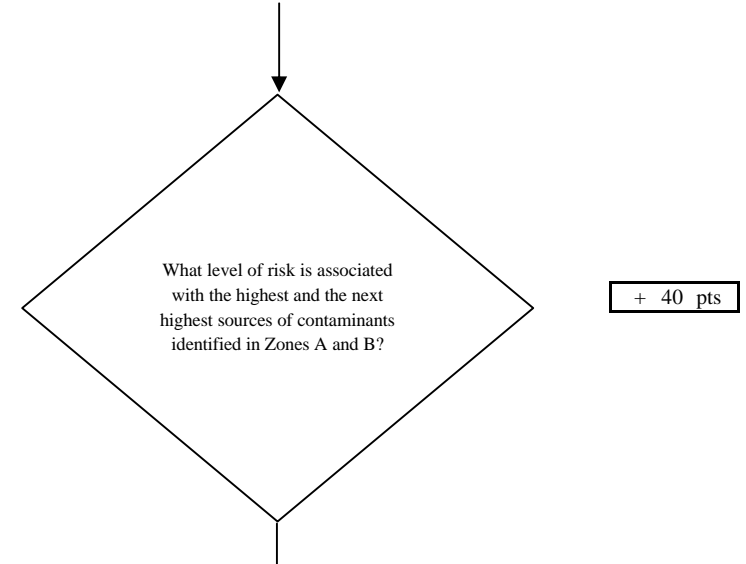 What level of risk is associated
with the highest and the next
highest sources of contaminants
identified in Zones A and B?
+ 40 pts